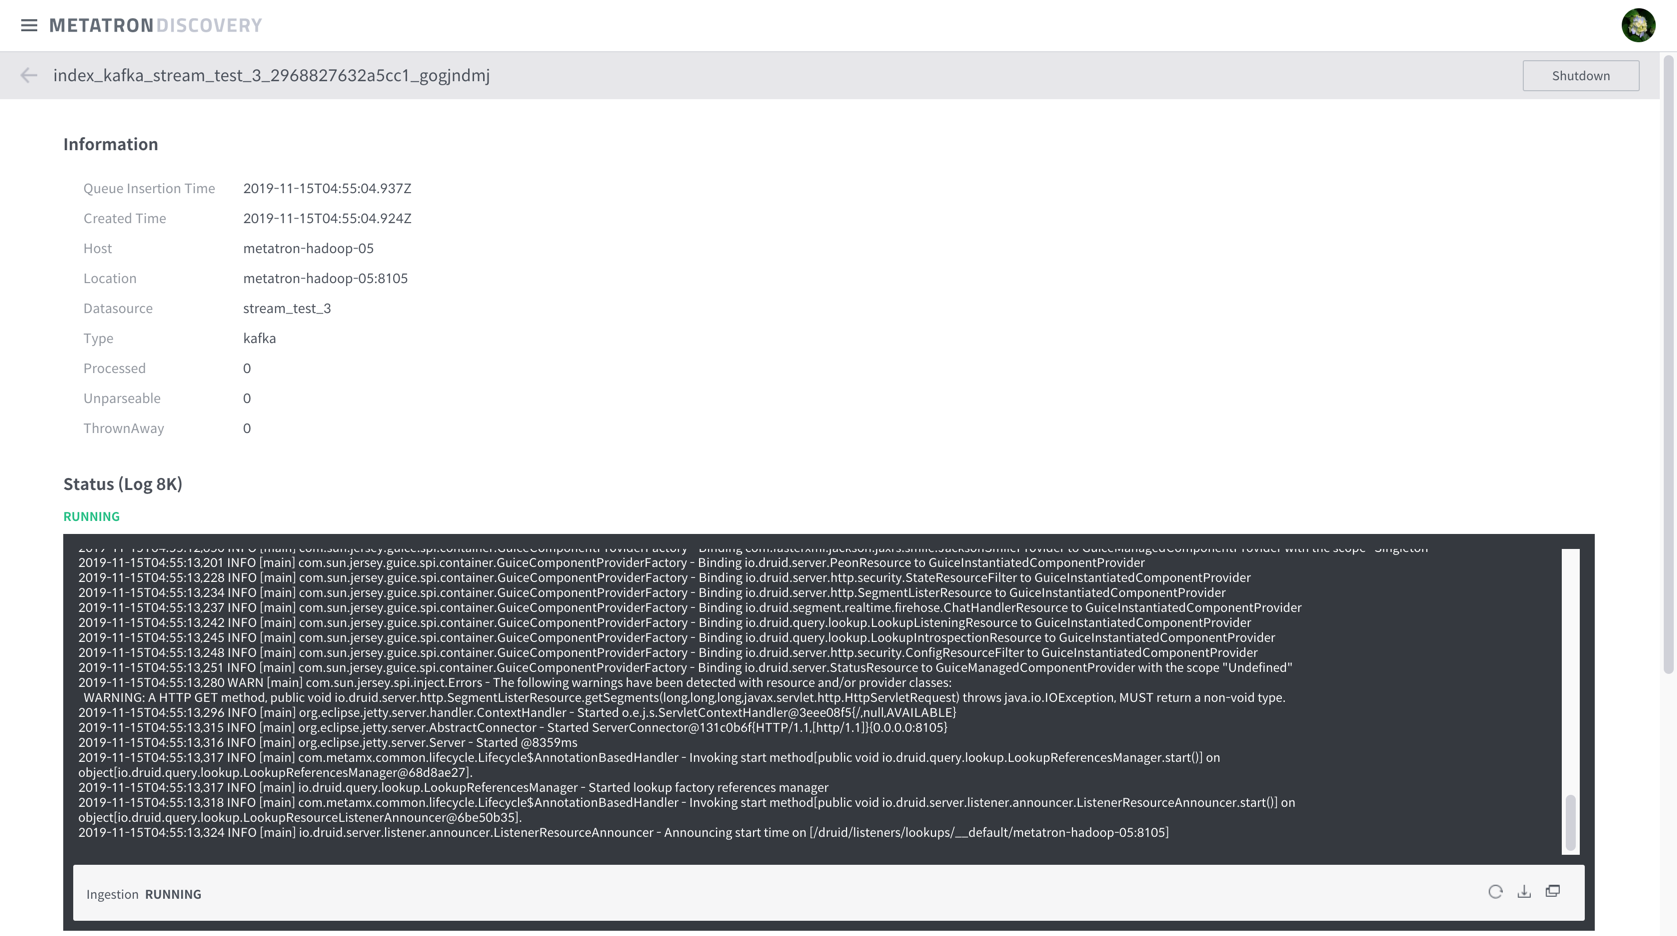 METATRON DISCOVERY
index_kafka_stream_test_3_2968827632a5cc1_gogjndmj
Shutdown
Information
Queue Insertion Time 2019-11-15T04:55:04.937Z
Created Time 2019-11-15T04:55:04.924Z
Host metatron-hadoop-05
Location metatron-hadoop-05:8105
Datasource stream_test_3
Type kafka
Processed 0
Unparseable 0
ThrownAway 0
Status (Log 8K)
RUNNING
INFO [main] com.sun.jersey.guice.spi.container.GuiceComponentProviderFactory - Binding com.fasterxml.jackson.jaxrs.smile.JacksonSmileProvider to GuiceManagedComponentProvider with the scope "Singleton"
2019-11-15T04:55:13,201 INFO [main] com.sun.jersey.guice.spi.container.GuiceComponentProviderFactory - Binding io.druid.server.PeonResource to GuiceInstantiatedComponentProvider
2019-11-15T04:55:13,228 INFO [main] com.sun.jersey.guice.spi.container.GuiceComponentProviderFactory - Binding io.druid.server.http.security.StateResourceFilter to GuiceInstantiatedComponentProvider
2019-11-15T04:55:13,234 INFO [main] com.sun.jersey.guice.spi.container.GuiceComponentProviderFactory - Binding io.druid.server.http.SegmentListerResource to GuiceInstantiatedComponentProvider
2019-11-15T04:55:13,237 INFO [main] com.sun.jersey.guice.spi.container.GuiceComponentProviderFactory - Binding io.druid.segment.realtime.firehose.ChatHandlerResource to GuiceInstantiatedComponentProvider
2019-11-15T04:55:13,242 INFO [main] com.sun.jersey.guice.spi.container.GuiceComponentProviderFactory - Binding io.druid.query.lookup.LookupListeningResource to GuiceInstantiatedComponentProvider
2019-11-15T04:55:13,245 INFO [main] com.sun.jersey.guice.spi.container.GuiceComponentProviderFactory - Binding io.druid.query.lookup.LookupIntrospectionResource to GuiceInstantiatedComponentProvider
2019-11-15T04:55:13,248 INFO [main] com.sun.jersey.guice.spi.container.GuiceComponentProviderFactory - Binding io.druid.server.http.security.ConfigResourceFilter to GuiceInstantiatedComponentProvider
2019-11-15T04:55:13,251 INFO [main] com.sun.jersey.guice.spi.container.GuiceComponentProviderFactory - Binding io.druid.server.StatusResource to GuiceManagedComponentProvider with the scope "Undefined"
2019-11-15T04:55:13,280 WARN [main] com.sun.jersey.spi.inject.Errors - The following warnings have been detected with resource and/or provider classes:
WARNING: A HTTP GET method, public void io.druid.server.http.SegmentListerResource.getSegments(long,long,long,javax.servlet.http.HttpServletRequest) throws java.io.IOException, MUST return a non-void type.
2019-11-15T04:55:13,296 INFO [main] org.eclipse.jetty.server.handler.ContextHandler - Started o.e.j.s.ServletContextHandler@3eee08f5{/,null,AVAILABLE}
2019-11-15T04:55:13,315 INFO [main] org.eclipse.jetty.server.AbstractConnector - Started ServerConnector@131c0b6f{HTTP/1.1,[http/1.1]}{0.0.0.0:8105}
2019-11-15T04:55:13,316 INFO [main] org.eclipse.jetty.server.Server - Started @8359ms
2019-11-15T04:55:13,317 INFO [main] com.metamx.common.lifecycle.Lifecycle$AnnotationBasedHandler - Invoking start method[public void io.druid.query.lookup.LookupReferencesManager.start()] on
object[io.druid.query.lookup.LookupReferencesManager@68d8ae27].
2019-11-15T04:55:13,317 INFO [main] io.druid.query.lookup.LookupReferencesManager - Started lookup factory references manager
2019-11-15T04:55:13,318 INFO [main] com.metamx.common.lifecycle.Lifecycle$AnnotationBasedHandler - Invoking start method[public void io.druid.server.listener.announcer.ListenerResourceAnnouncer.start()] on
object[io.druid.query.lookup.LookupResourceListenerAnnouncer@6be50b35].
2019-11-15T04:55:13,324 INFO [main] io.druid.server.listener.announcer.ListenerResourceAnnouncer - Announcing start time on [/druid/listeners/lookups/__default/metatron-hadoop-05:8105]
Ingestion RUNNING